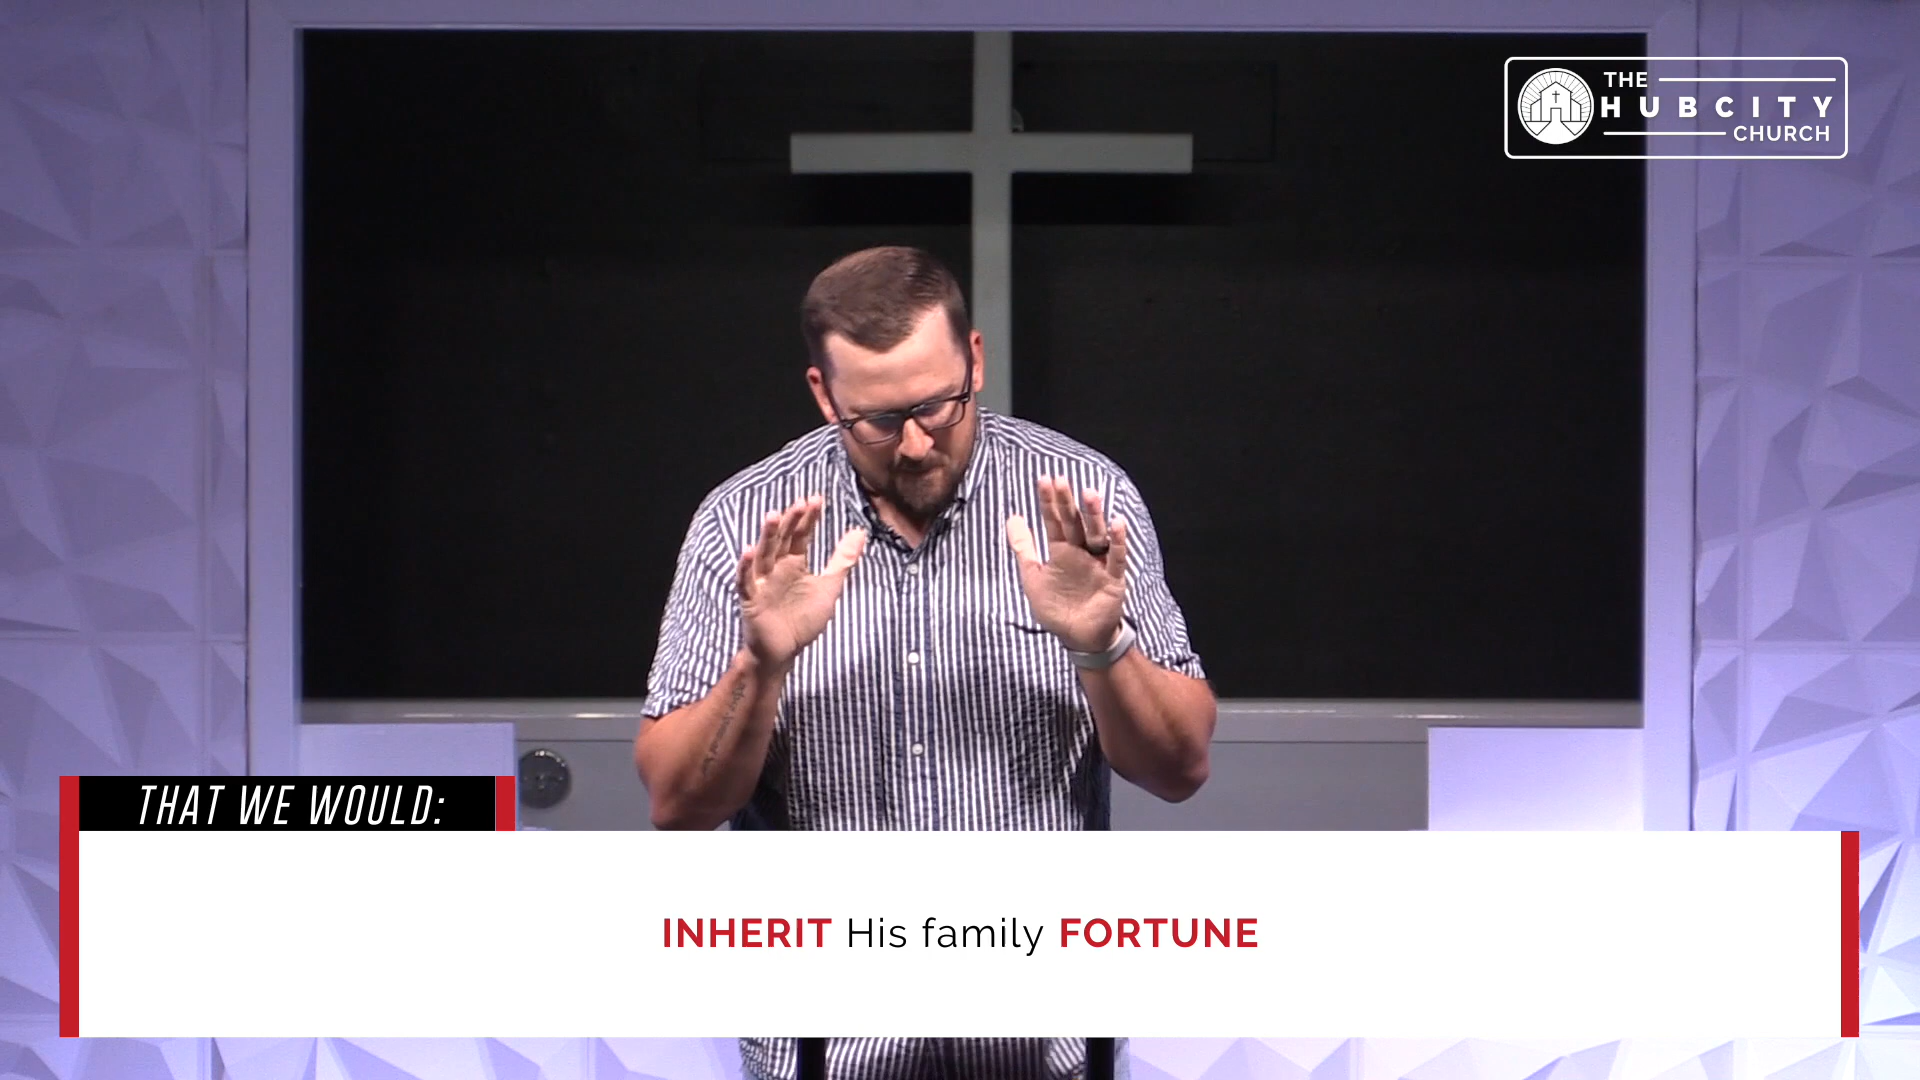 THE
HUBCITY
CHURCH
THAT WE WOULD:
INHERIT His family FORTUNE